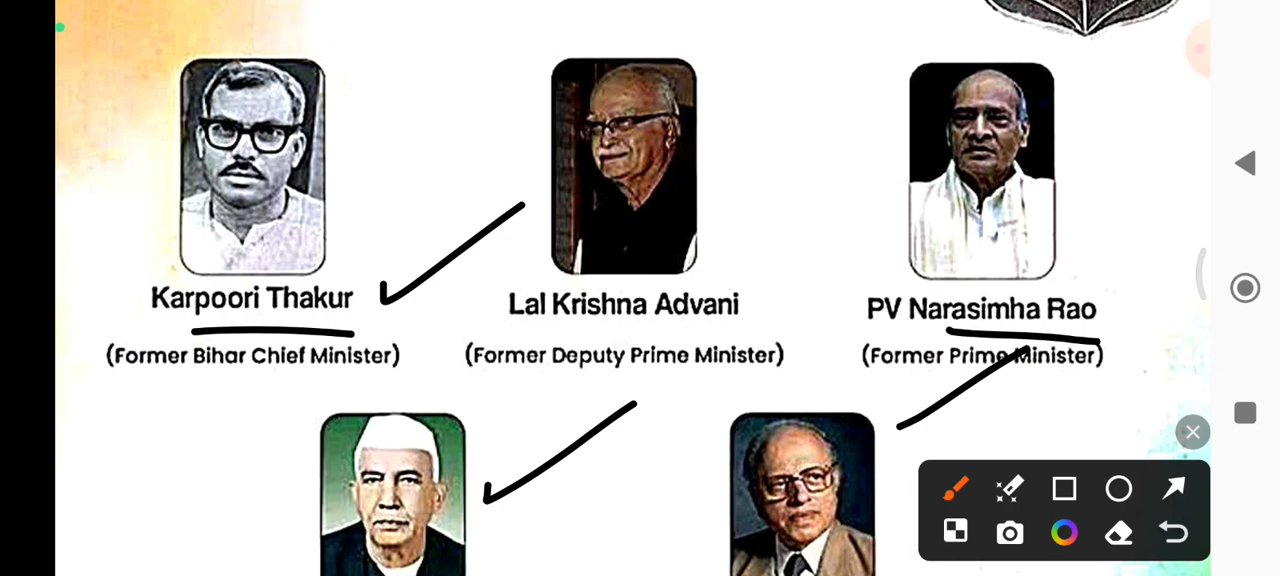 Karpoori Thakur
Lal Krishna Advani
PV Narasimha Rao
(Former Bihar Chief Minister)
(Former Deputy Prime Minister)
(Former Prime Minister)